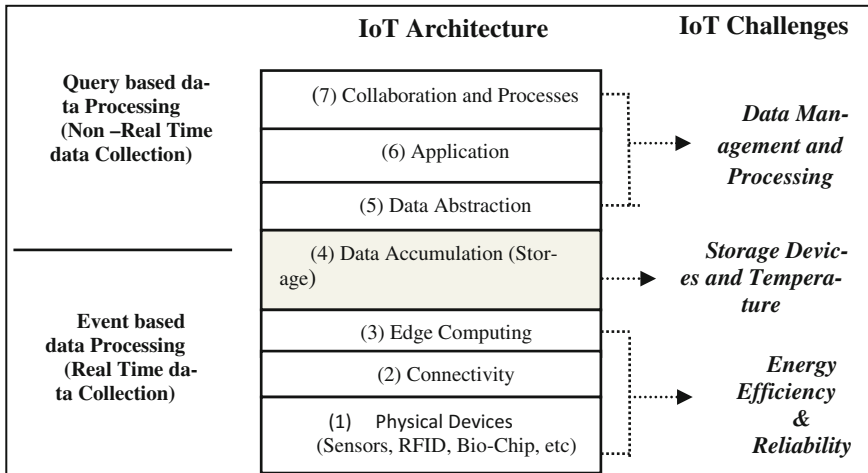 IoT Architecture
IoT Challenges
Query based da-
ta Processing
(Non –Real Time
data Collection)
(7) Collaboration and Processes
(6) Application
(5) Data Abstraction
Data Man-
agement and
Processing
(4) Data Accumulation (Stor-
age)
Storage Devic-
es and Tempera-
ture
Event based
data Processing
(Real Time da-
ta Collection)
(3) Edge Computing
(2) Connectivity
(1) Physical Devices
(Sensors, RFID, Bio-Chip, etc)
Energy
Efficiency
&
Reliability